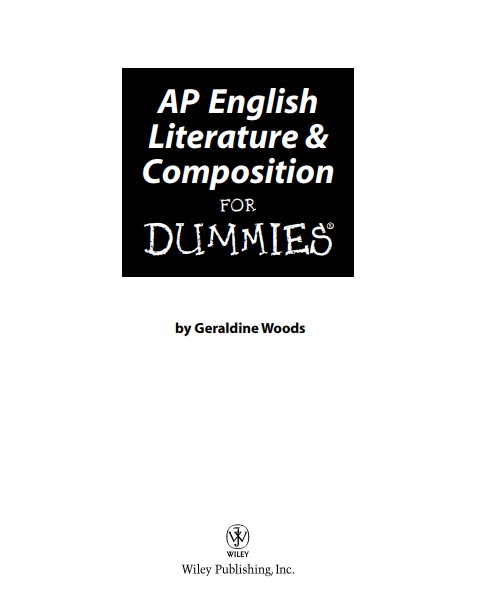 AP English
Literature &
Composition
FOR
DUMMIES®
by Geraldine Woods
WILEY
Wiley Publishing, Inc.